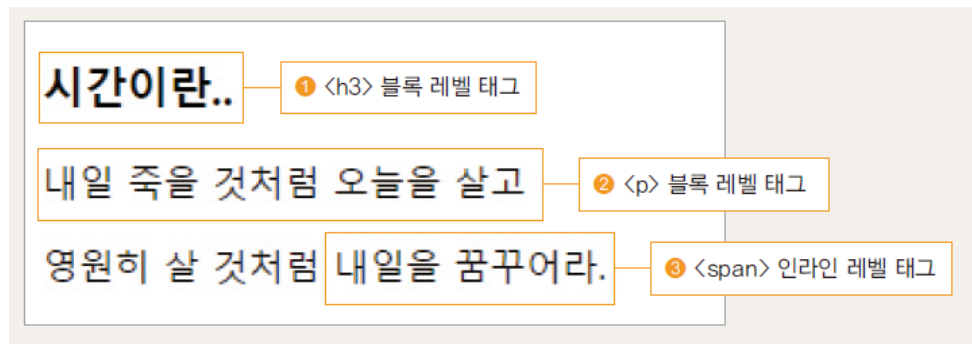 시간이란.. ❶ <h3> 블록 레벨 태그
내일 죽을 것처럼 오늘을 살고 ❷ <p> 블록 레벨 태그
영원히 살 것처럼 내일을 꿈꾸어라. ❸ <span> 인라인 레벨 태그